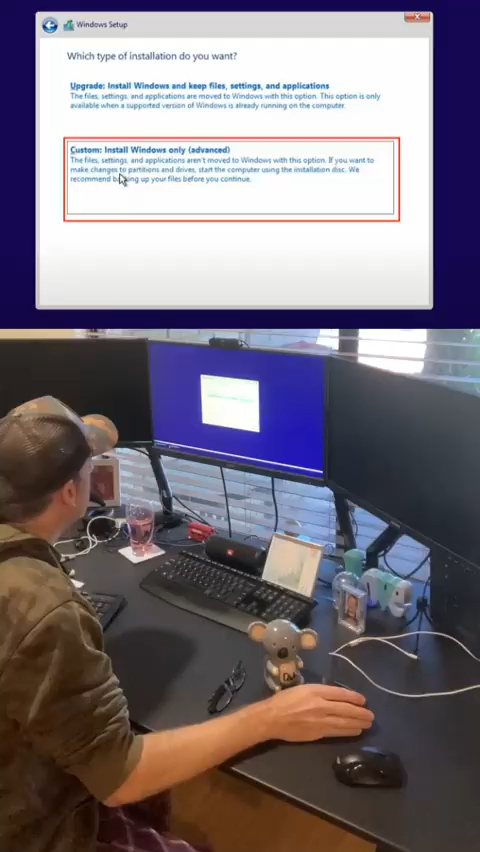 Windows Setup
Which type of installation do you want?
Upgrade: Install Windows and keep files, settings, and applications
The files, settings, and applications are moved to Windows with this option. This option is only
available when a supported version of Windows is already running on the computer.
Custom: Install Windows only (advanced)
The files, settings, and applications aren't moved to Windows with this option. If you want to
make changes to partitions and drives, start the computer using the installation disc. We
recommend backing up your files before you continue.